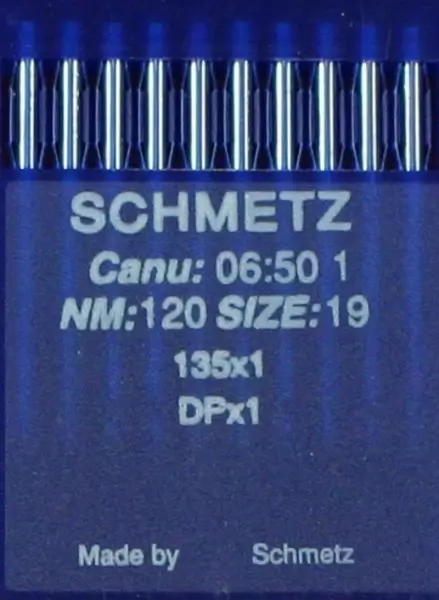 SCHMETZ
Canu: 06:50 1
NM:120 SIZE:19
135x1
DPx1
Made by Schmetz